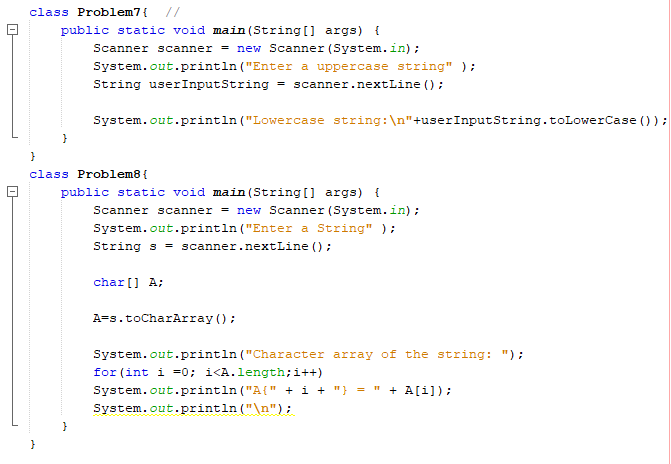 class Problem7{  //
    public static void main(String[] args) {
        Scanner scanner = new Scanner(System.in);
        System.out.println("Enter a uppercase string" );
        String userInputString = scanner.nextLine();
        System.out.println("Lowercase string:\n"+userInputString.toLowerCase());
    }
}
class Problem8{
    public static void main(String[] args) {
        Scanner scanner = new Scanner(System.in);
        System.out.println("Enter a String" );
        String s = scanner.nextLine();
        char[] A;
        A=s.toCharArray();
        System.out.println("Character array of the string: ");
        for(int i =0; i<A.length;i++)
        System.out.println("A{" + i + "} = " + A[i]);
        System.out.println("\n");
    }
}